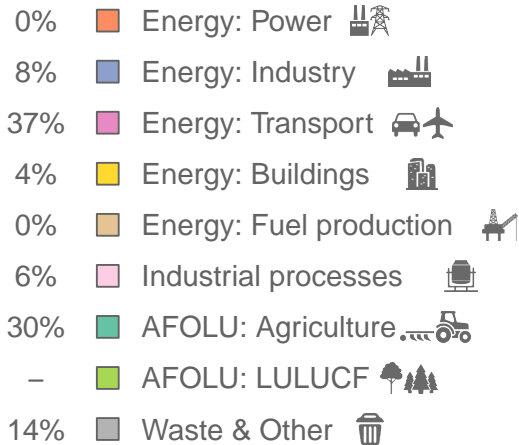 0% Energy: Power
8% Energy: Industry
37% Energy: Transport
4% Energy: Buildings
0% Energy: Fuel production
6% Industrial processes
30% AFOLU: Agriculture
– AFOLU: LULUCF
14% Waste & Other